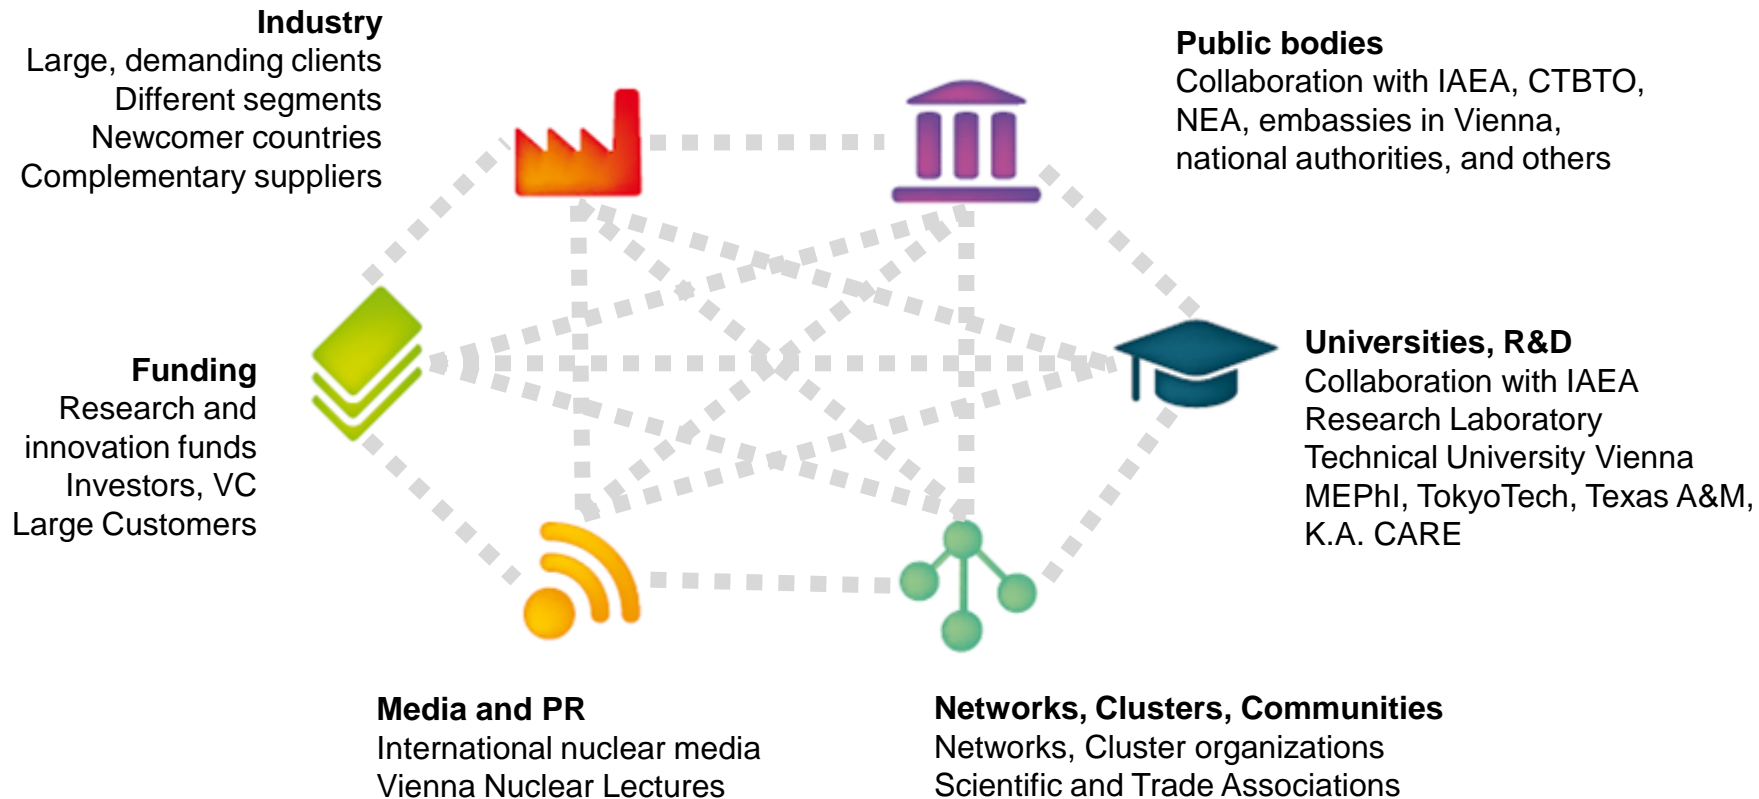 Industry
Large, demanding clients
Different segments
Newcomer countries
Complementary suppliers
Public bodies
Collaboration with IAEA, CTBTO,
NEA, embassies in Vienna,
national authorities, and others
Funding
Research and
innovation funds
Investors, VC
Large Customers
Universities, R&D
Collaboration with IAEA
Research Laboratory
Technical University Vienna
MEPhI, TokyoTech, Texas A&M,
K.A. CARE
Media and PR
International nuclear media
Vienna Nuclear Lectures
Networks, Clusters, Communities
Networks, Cluster organizations
Scientific and Trade Associations